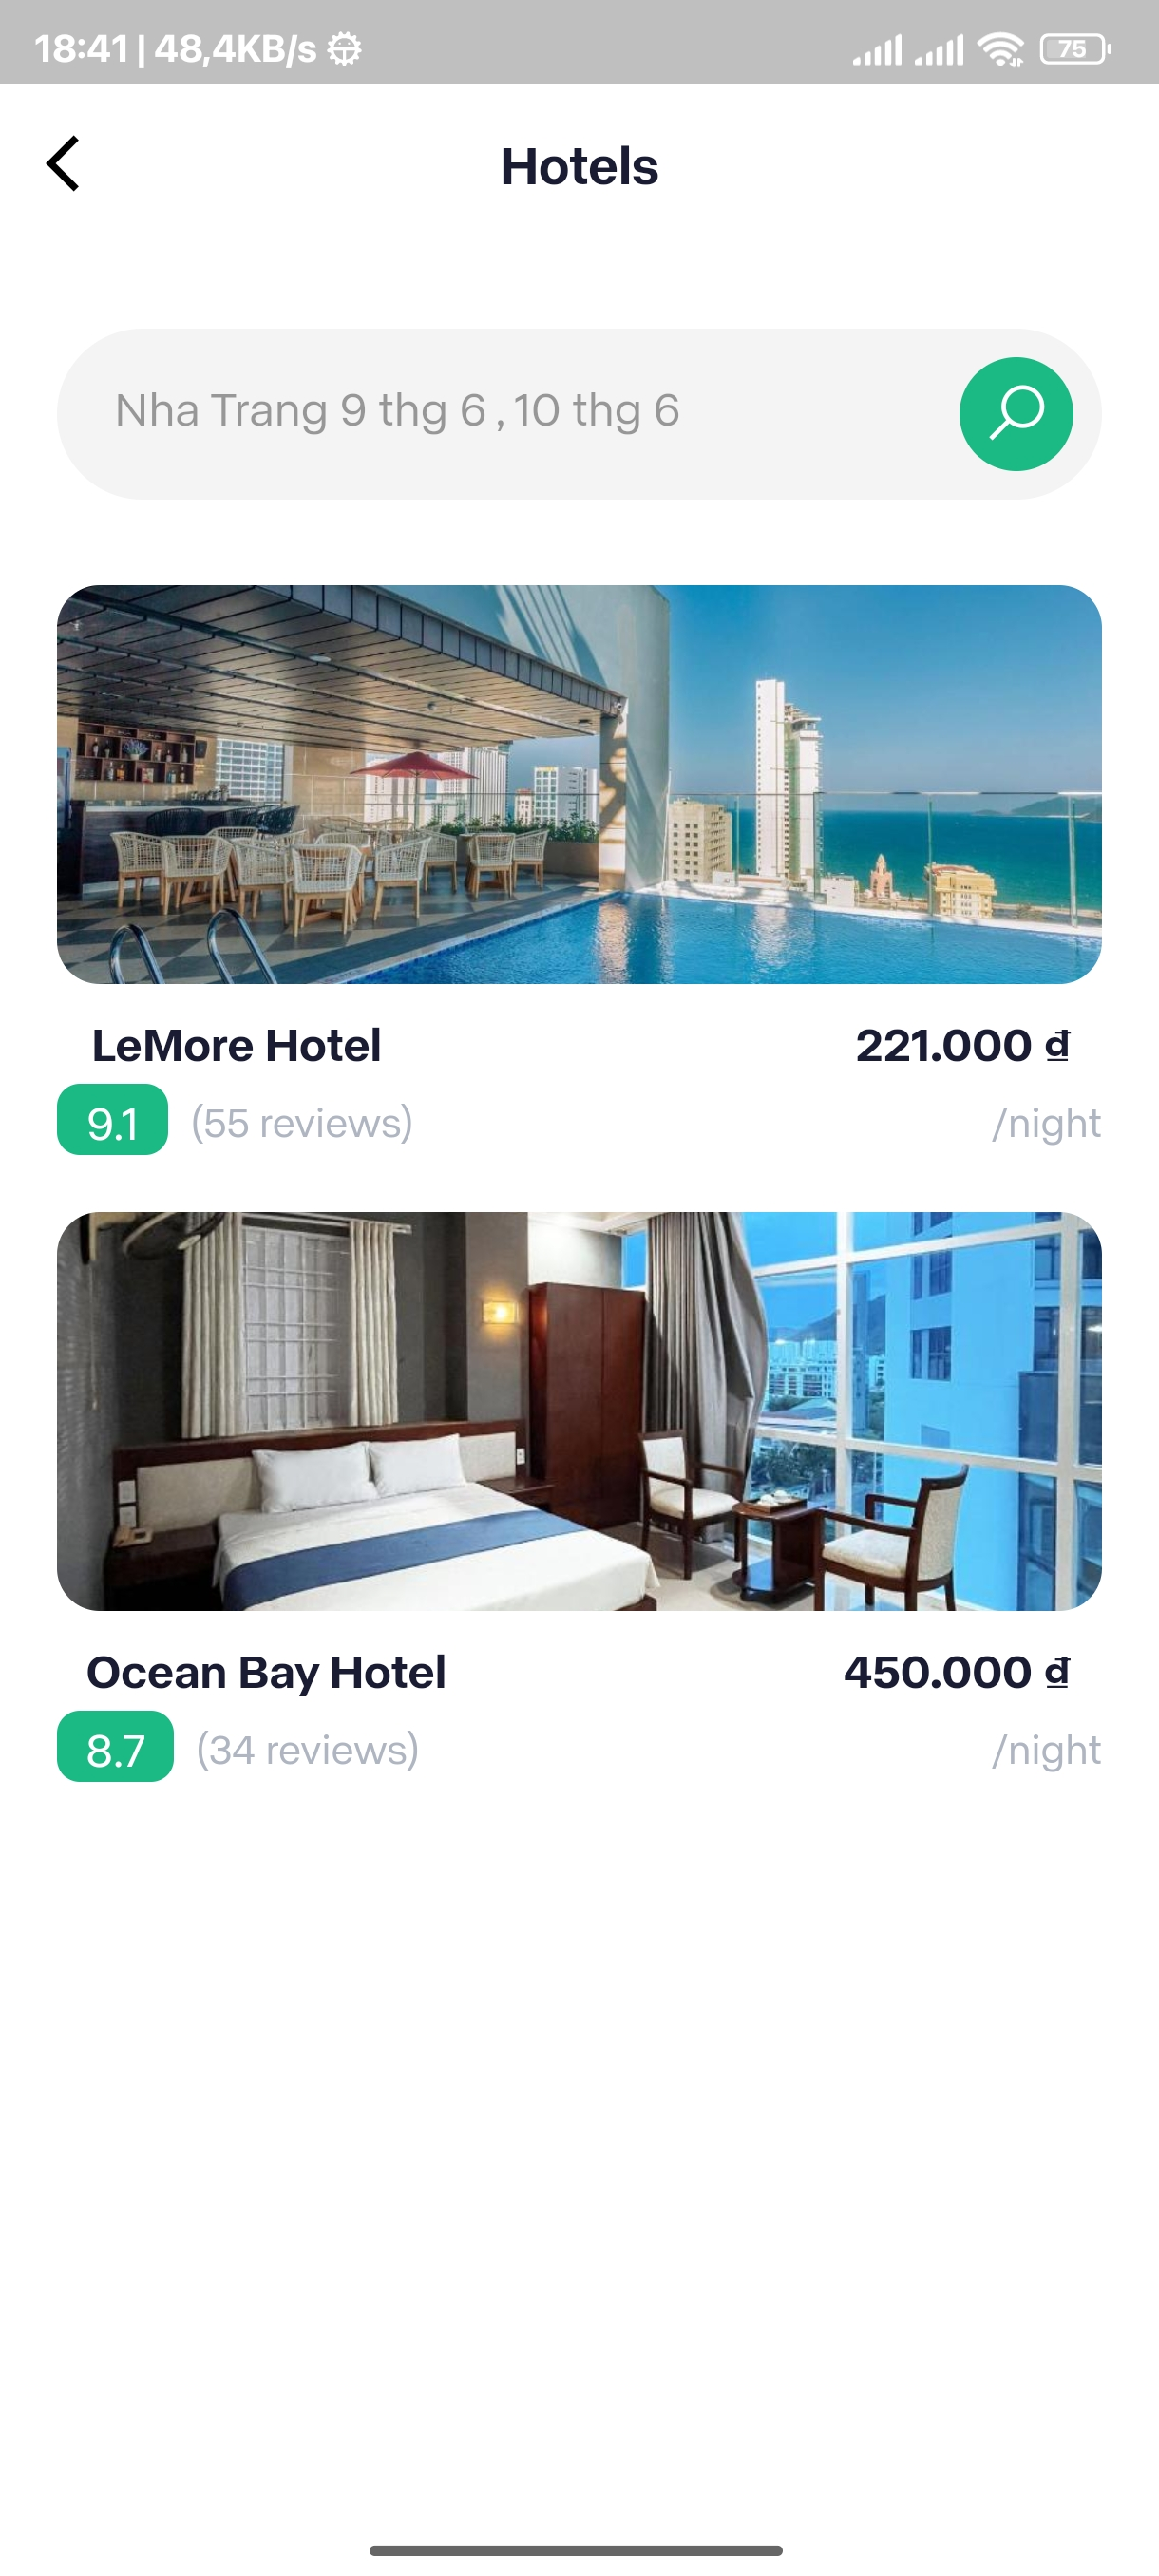 18:41 | 48,4KB/s
75
Hotels
Nha Trang 9 thg 6 , 10 thg 6
LeMore Hotel
221.000 ₫
9.1 (55 reviews)
/night
Ocean Bay Hotel
450.000 ₫
8.7 (34 reviews)
/night